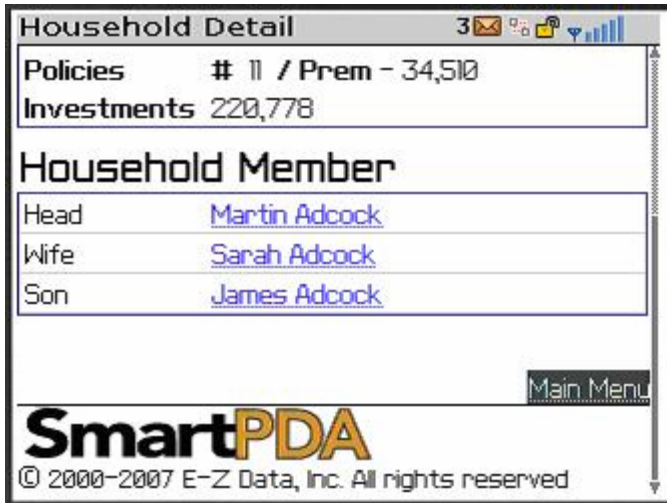 Household Detail 3
Policies # 11 / Prem - 34,510
Investments 220,778
Household Member
Head Martin Adcock
Wife Sarah Adcock
Son James Adcock
Main Menu
SmartPDA
© 2000-2007 E-Z Data, Inc. All rights reserved